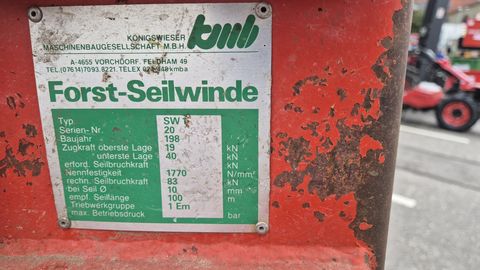 KÖNIGSWIESER
MASCHINENBAUGESELLSCHAFT M.B.H.
kmb
A-4655 VORCHDORF, FELDHAM 49
TEL.(07614)7093,8221,TELEX kmba
Forst-Seilwinde
Typ SW
Serien-Nr. 20
Baujahr 198
Zugkraft oberste Lage 19 kN
" unterste Lage 40 kN
erford. Seilbruchkraft kN
Nennfestigkeit 1770 N/mm²
rechn. Seilbruchkraft 83 kN
bei Seil Ø 10 mm
empf. Seillänge 100 m
Triebwerkgruppe 1 Em
max. Betriebsdruck bar